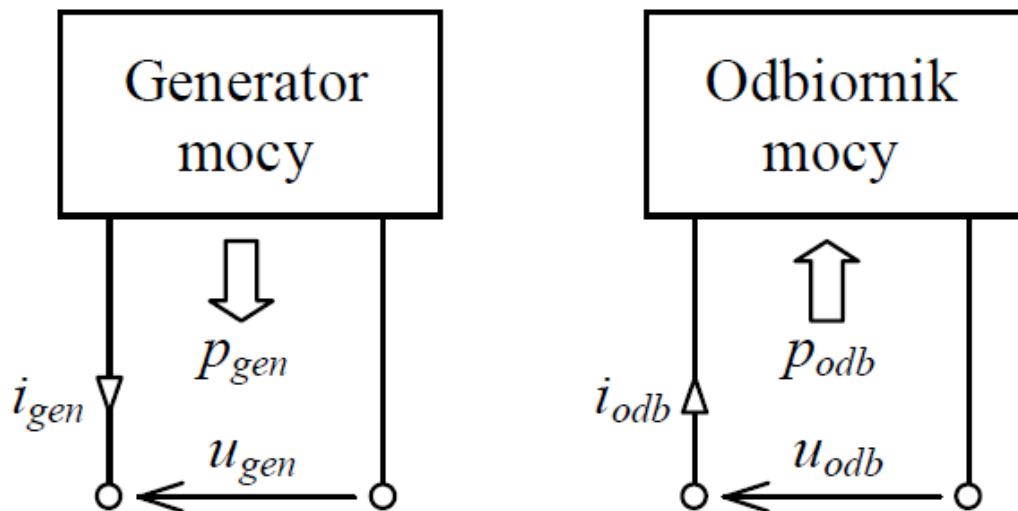 Generator
mocy
p_gen
i_gen
u_gen
Odbiornik
mocy
p_odb
i_odb
u_odb